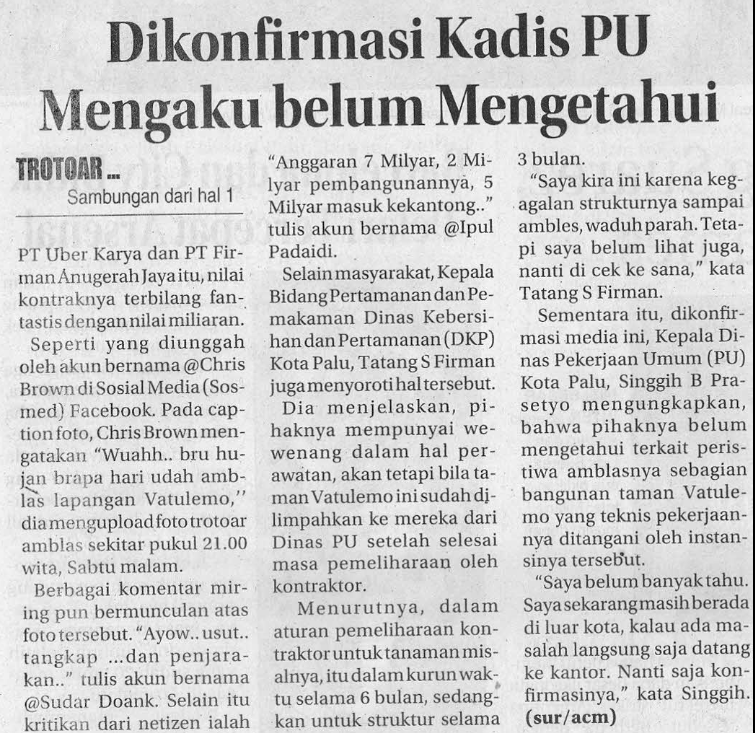 Dikonfirmasi Kadis PU
Mengaku belum Mengetahui
TROTOAR ...
Sambungan dari hal 1
PT Uber Karya dan PT Fir-
man Anugerah Jaya itu, nilai
kontraknya terbilang fan-
tastis dengan nilai miliaran.
Seperti yang diunggah
oleh akun bernama @Chris
Brown di Sosial Media (Sos-
med) Facebook. Pada cap-
tion foto, Chris Brown men-
gatakan “Wuahh.. bru hu-
jan brapa hari udah amb-
las lapangan Vatulemo,’’
dia mengupload foto trotoar
amblas sekitar pukul 21.00
wita, Sabtu malam.
Berbagai komentar mir-
ing pun bermunculan atas
foto tersebut. “Ayow.. usut..
tangkap ...dan penjara-
kan..” tulis akun bernama
@Sudar Doank. Selain itu
kritikan dari netizen ialah
“Anggaran 7 Milyar, 2 Mi-
lyar pembangunannya, 5
Milyar masuk kekantong..”
tulis akun bernama @Ipul
Padaidi.
Selain masyarakat, Kepala
Bidang Pertamanan dan Pe-
makaman Dinas Kebersi-
han dan Pertamanan (DKP)
Kota Palu, Tatang S Firman
juga menyoroti hal tersebut.
Dia menjelaskan, pi-
haknya mempunyai we-
wenang dalam hal per-
awatan, akan tetapi bila ta-
man Vatulemo ini sudah di-
limpahkan ke mereka dari
Dinas PU setelah selesai
masa pemeliharaan oleh
kontraktor.
Menurutnya, dalam
aturan pemeliharaan kon-
traktor untuk tanaman mis-
alnya, itu dalam kurun wak-
tu selama 6 bulan, sedang-
kan untuk struktur selama
3 bulan.
“Saya kira ini karena keg-
agalan strukturnya sampai
ambles, waduh parah. Teta-
pi saya belum lihat juga,
nanti di cek ke sana,” kata
Tatang S Firman.
Sementara itu, dikonfir-
masi media ini, Kepala Di-
nas Pekerjaan Umum (PU)
Kota Palu, Singgih B Pra-
setyo mengungkapkan,
bahwa pihaknya belum
mengetahui terkait peris-
tiwa amblasnya sebagian
bangunan taman Vatule-
mo yang teknis pekerjaan-
nya ditangani oleh instan-
sinya tersebut.
“Saya belum banyak tahu.
Saya sekarang masih berada
di luar kota, kalau ada ma-
salah langsung saja datang
ke kantor. Nanti saja kon-
firmasinya,” kata Singgih.
(sur/acm)